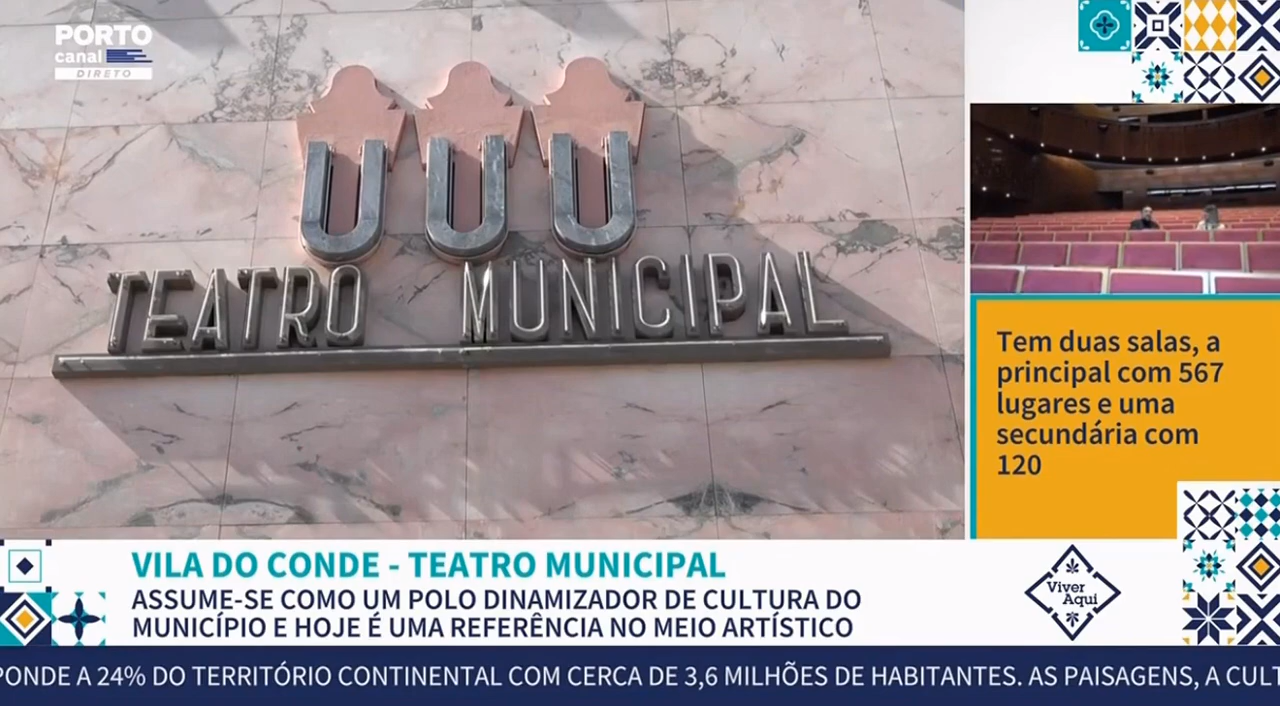 PORTO
canal
DIRETO
TEATRO MUNICIPAL
Tem duas salas, a
principal com 567
lugares e uma
secundária com
120
VILA DO CONDE - TEATRO MUNICIPAL
ASSUME-SE COMO UM POLO DINAMIZADOR DE CULTURA DO
MUNICÍPIO E HOJE É UMA REFERÊNCIA NO MEIO ARTÍSTICO
Viver
Aqui
PONDE A 24% DO TERRITÓRIO CONTINENTAL COM CERCA DE 3,6 MILHÕES DE HABITANTES. AS PAISAGENS, A CULT